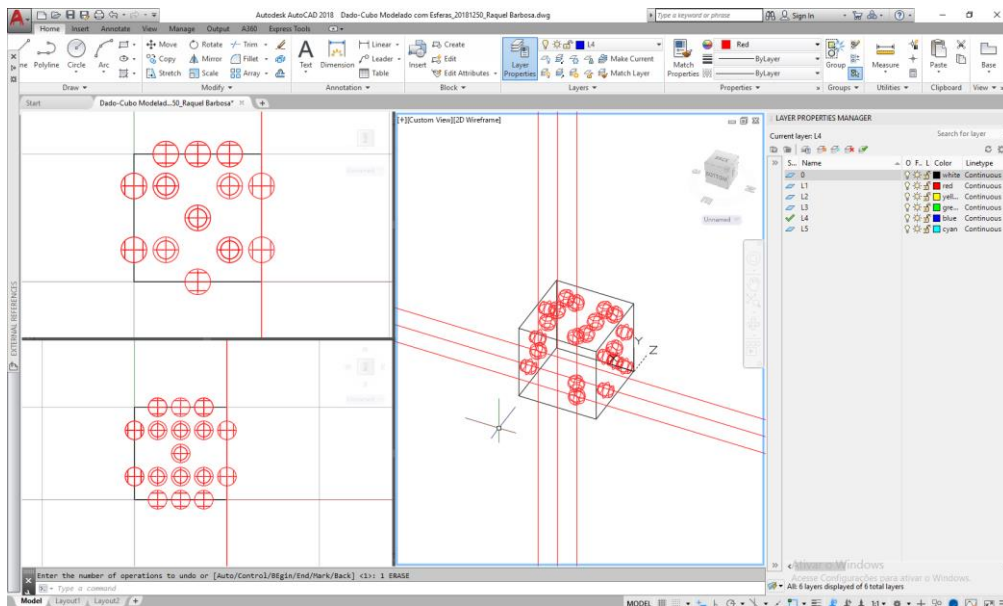 Autodesk AutoCAD 2018 Dado-Cubo Modelado com Esferas_20181250_Raquel Barbosa.dwg
Type a keyword or phrase
Sign In
Home Insert Annotate View Manage Output A360 Express Tools
Polyline Circle Arc
Move Rotate Trim
Copy Mirror Fillet
Stretch Scale Array
Text Dimension
Linear
Leader
Table
Insert
Create
Edit
Edit Attributes
Layer Properties
L4
Make Current
Match Layer
Match Properties
Red
ByLayer
ByLayer
Group
Measure
Paste
Base
Draw Modify Annotation Block Layers Properties Groups Utilities Clipboard View
Start Dado-Cubo Modelad...50_Raquel Barbosa*
[+][Custom View][2D Wireframe]
BACK
BOTTOM
Unnamed
Y
Z
EXTERNAL REFERENCES
LAYER PROPERTIES MANAGER
Current layer: L4
Search for layer
S... Name O F.. L Color Linetype
0 white Continuous
L1 red Continuous
L2 yell... Continuous
L3 gre... Continuous
L4 blue Continuous
L5 cyan Continuous
Enter the number of operations to undo or [Auto/Control/BEgin/End/Mark/Back] <1>: 1 ERASE
Type a command
Ativar o Windows
Acesse Configurações para ativar o Windows.
All: 6 layers displayed of 6 total layers
Model Layout1 Layout2 +
MODEL 1:1